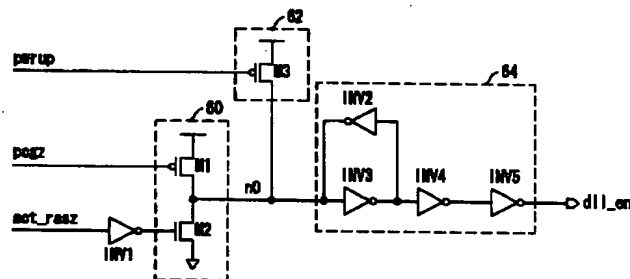 62
pwrup
M3
64
60
INV2
pcgz
M1
n0
INV3
INV4
INV5
dll_en
act_rasz
M2
INV1